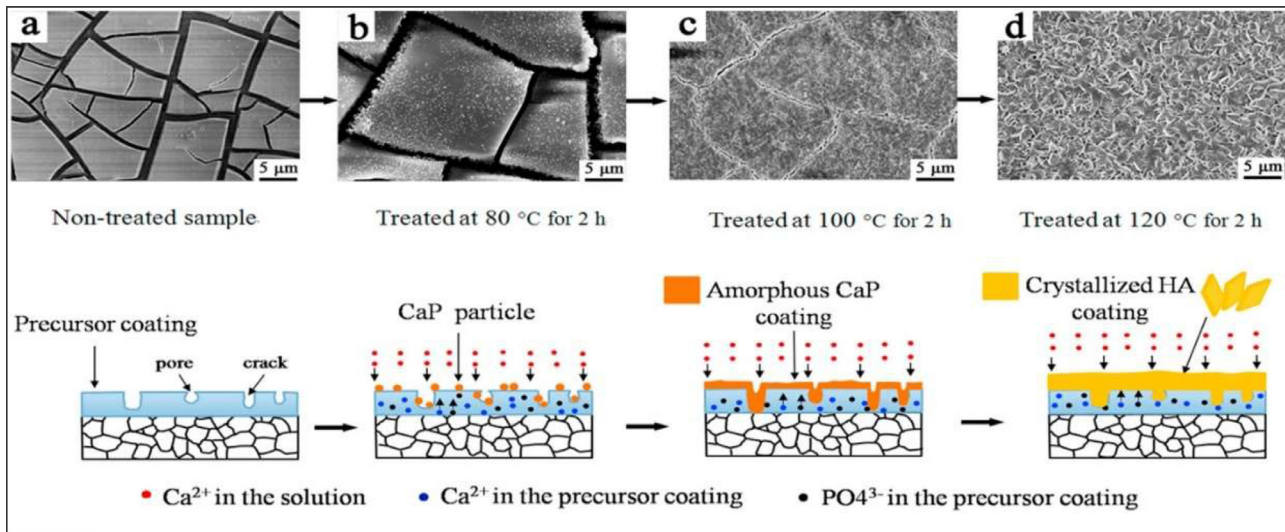 a
b
c
d
5 μm
5 μm
5 μm
5 μm
Non-treated sample
Treated at 80 °C for 2 h
Treated at 100 °C for 2 h
Treated at 120 °C for 2 h
Precursor coating
pore
crack
CaP particle
Amorphous CaP
coating
Crystallized HA
coating
Ca²⁺ in the solution
Ca²⁺ in the precursor coating
PO4³⁻ in the precursor coating